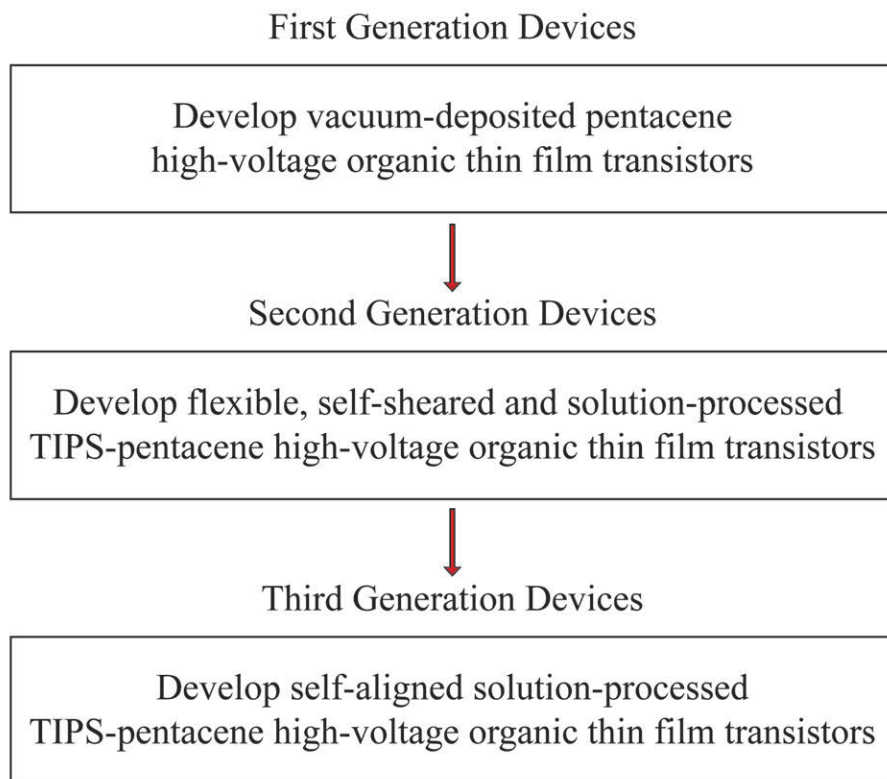 First Generation Devices
Develop vacuum-deposited pentacene
high-voltage organic thin film transistors
Second Generation Devices
Develop flexible, self-sheared and solution-processed
TIPS-pentacene high-voltage organic thin film transistors
Third Generation Devices
Develop self-aligned solution-processed
TIPS-pentacene high-voltage organic thin film transistors